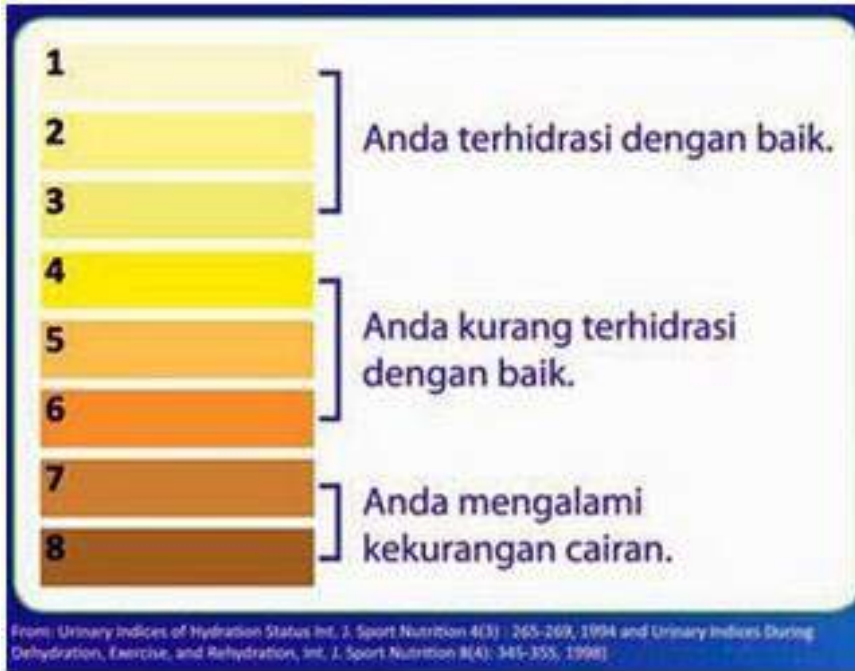 1
2
3
Anda terhidrasi dengan baik.
4
5
6
Anda kurang terhidrasi
dengan baik.
7
8
Anda mengalami
kekurangan cairan.
From: Urinary Indices of Hydration Status Int. J. Sport Nutrition 4(3) : 265-269, 1994 and Urinary Indices During
Dehydration, Exercise, and Rehydration, Int. J. Sport Nutrition 8(4): 345-355, 1998)